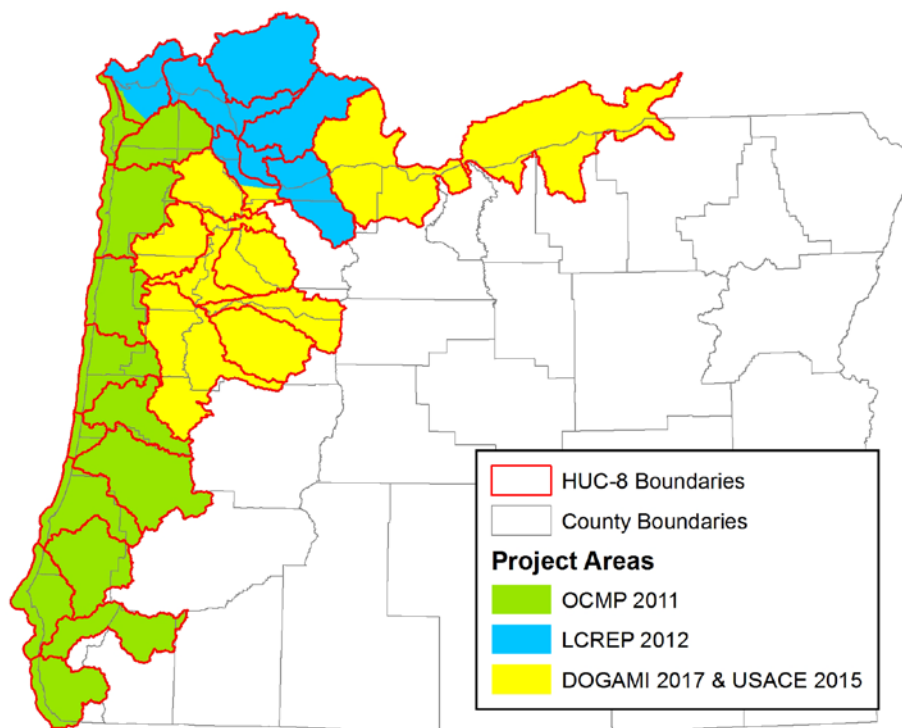 HUC-8 Boundaries
County Boundaries
Project Areas
OCMP 2011
LCREP 2012
DOGAMI 2017 & USACE 2015